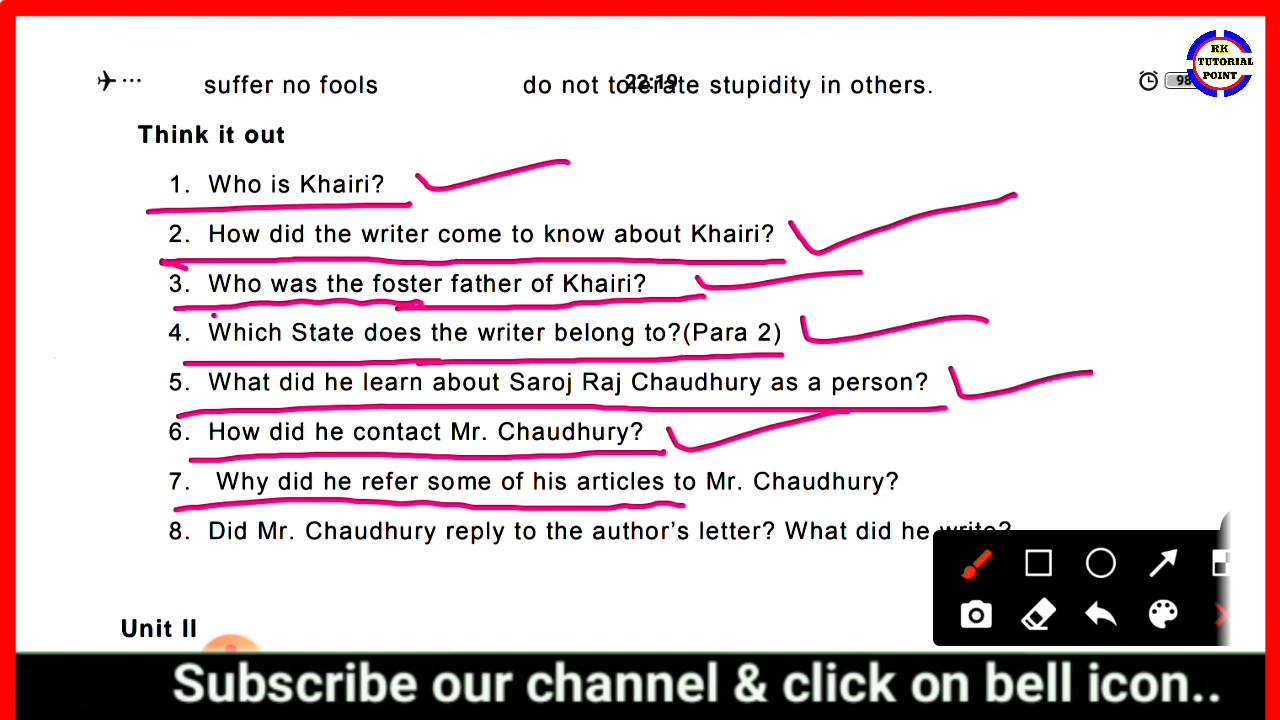 RK
TUTORIAL
POINT
22:19
98
suffer no fools do not tolerate stupidity in others.
Think it out
1. Who is Khairi?
2. How did the writer come to know about Khairi?
3. Who was the foster father of Khairi?
4. Which State does the writer belong to?(Para 2)
5. What did he learn about Saroj Raj Chaudhury as a person?
6. How did he contact Mr. Chaudhury?
7. Why did he refer some of his articles to Mr. Chaudhury?
8. Did Mr. Chaudhury reply to the author's letter? What did he write?
Unit II
Subscribe our channel & click on bell icon..